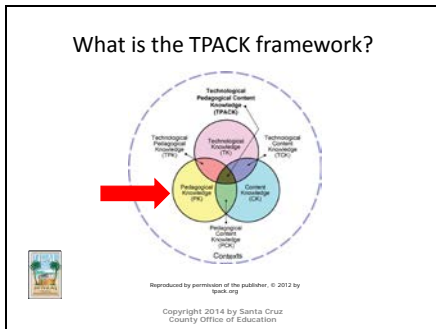 What is the TPACK framework?
Technological
Pedagogical Content
Knowledge
(TPACK)
Technological
Pedagogical
Knowledge
(TPK)
Technological
Knowledge
(TK)
Technological
Content
Knowledge
(TCK)
Pedagogical
Knowledge
(PK)
Content
Knowledge
(CK)
Pedagogical
Content
Knowledge
(PCK)
Contexts
Reproduced by permission of the publisher, © 2012 by
tpack.org
Copyright 2014 by Santa Cruz
County Office of Education